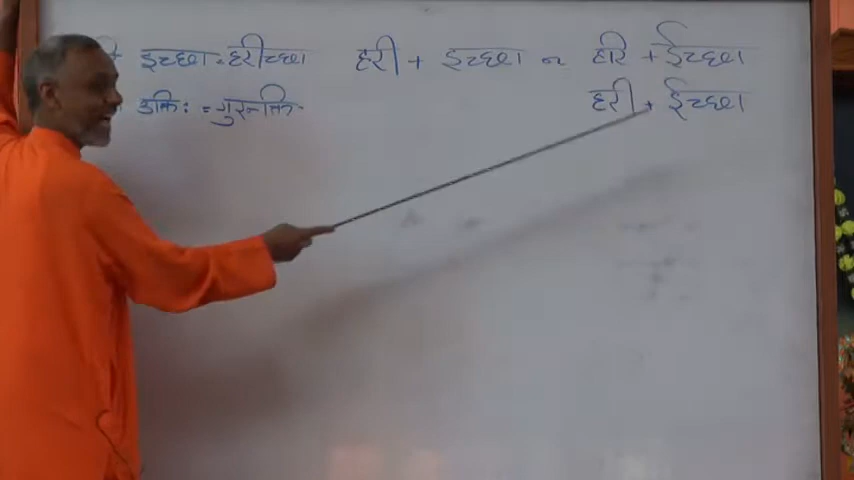 इच्छा = हरीच्छा हरी + इच्छा ~ हरि + ईच्छा
उक्तिः = गुरूक्ति हरी + ईच्छा